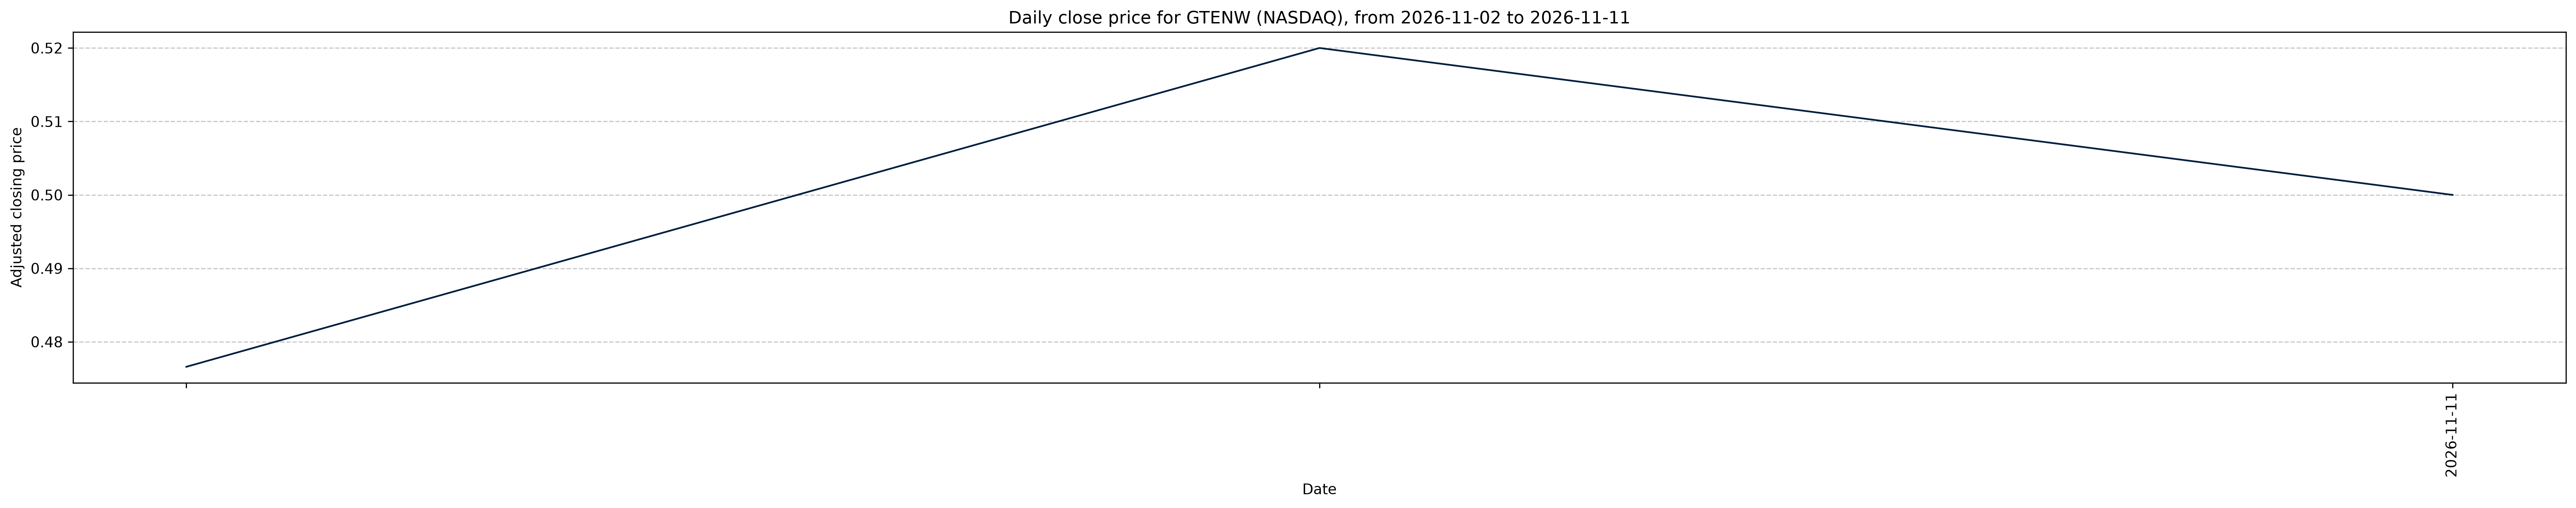 Daily close price for GTENW (NASDAQ), from 2026-11-02 to 2026-11-11
Adjusted closing price
0.52
0.51
0.50
0.49
0.48
2026-11-11
Date